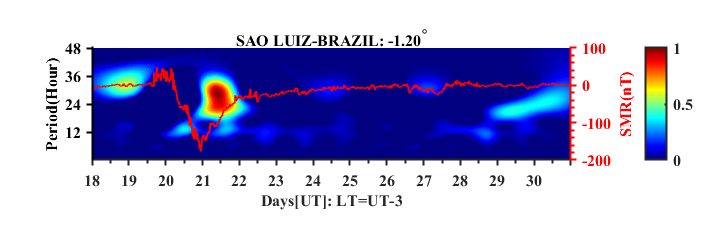 SAO LUIZ-BRAZIL: -1.20°
48
36
24
12
Period(Hour)
18 19 20 21 22 23 24 25 26 27 28 29 30
Days[UT]: LT=UT-3
100
0
-100
-200
SMR(nT)
1
0.5
0